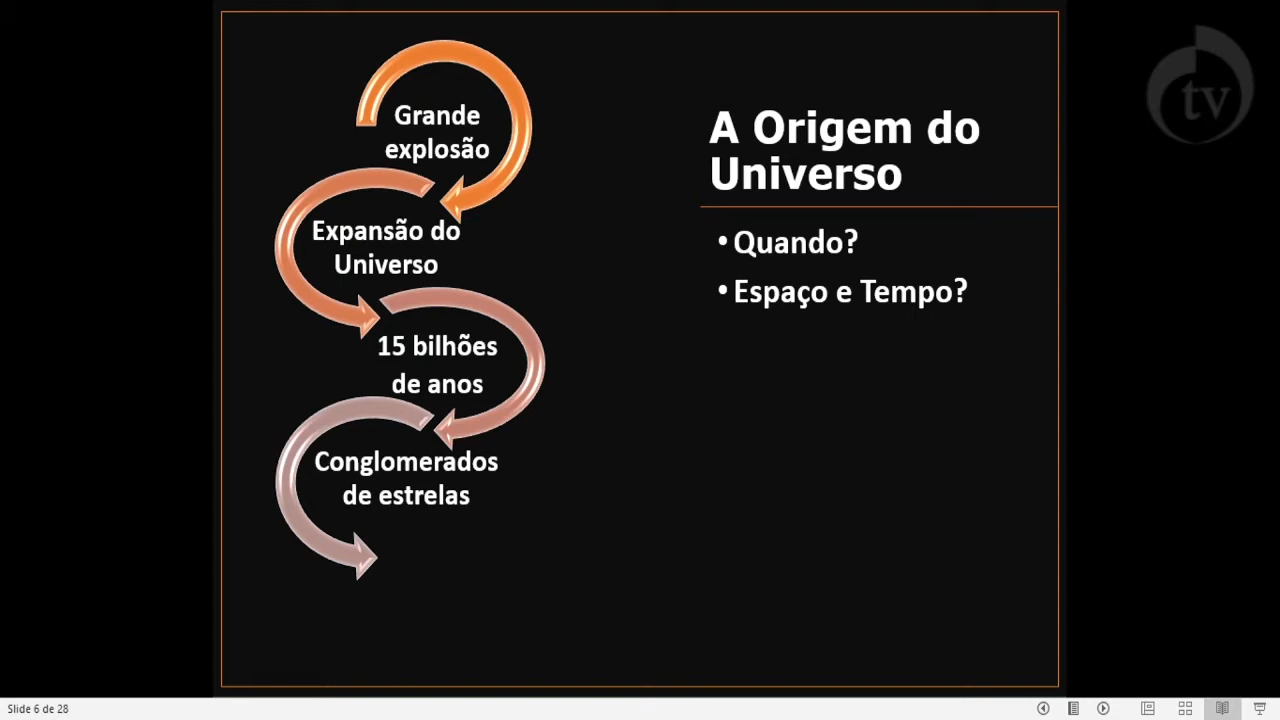 Grande
explosão
Expansão do
Universo
15 bilhões
de anos
Conglomerados
de estrelas
A Origem do
Universo
• Quando?
• Espaço e Tempo?
tv
Slide 6 de 28